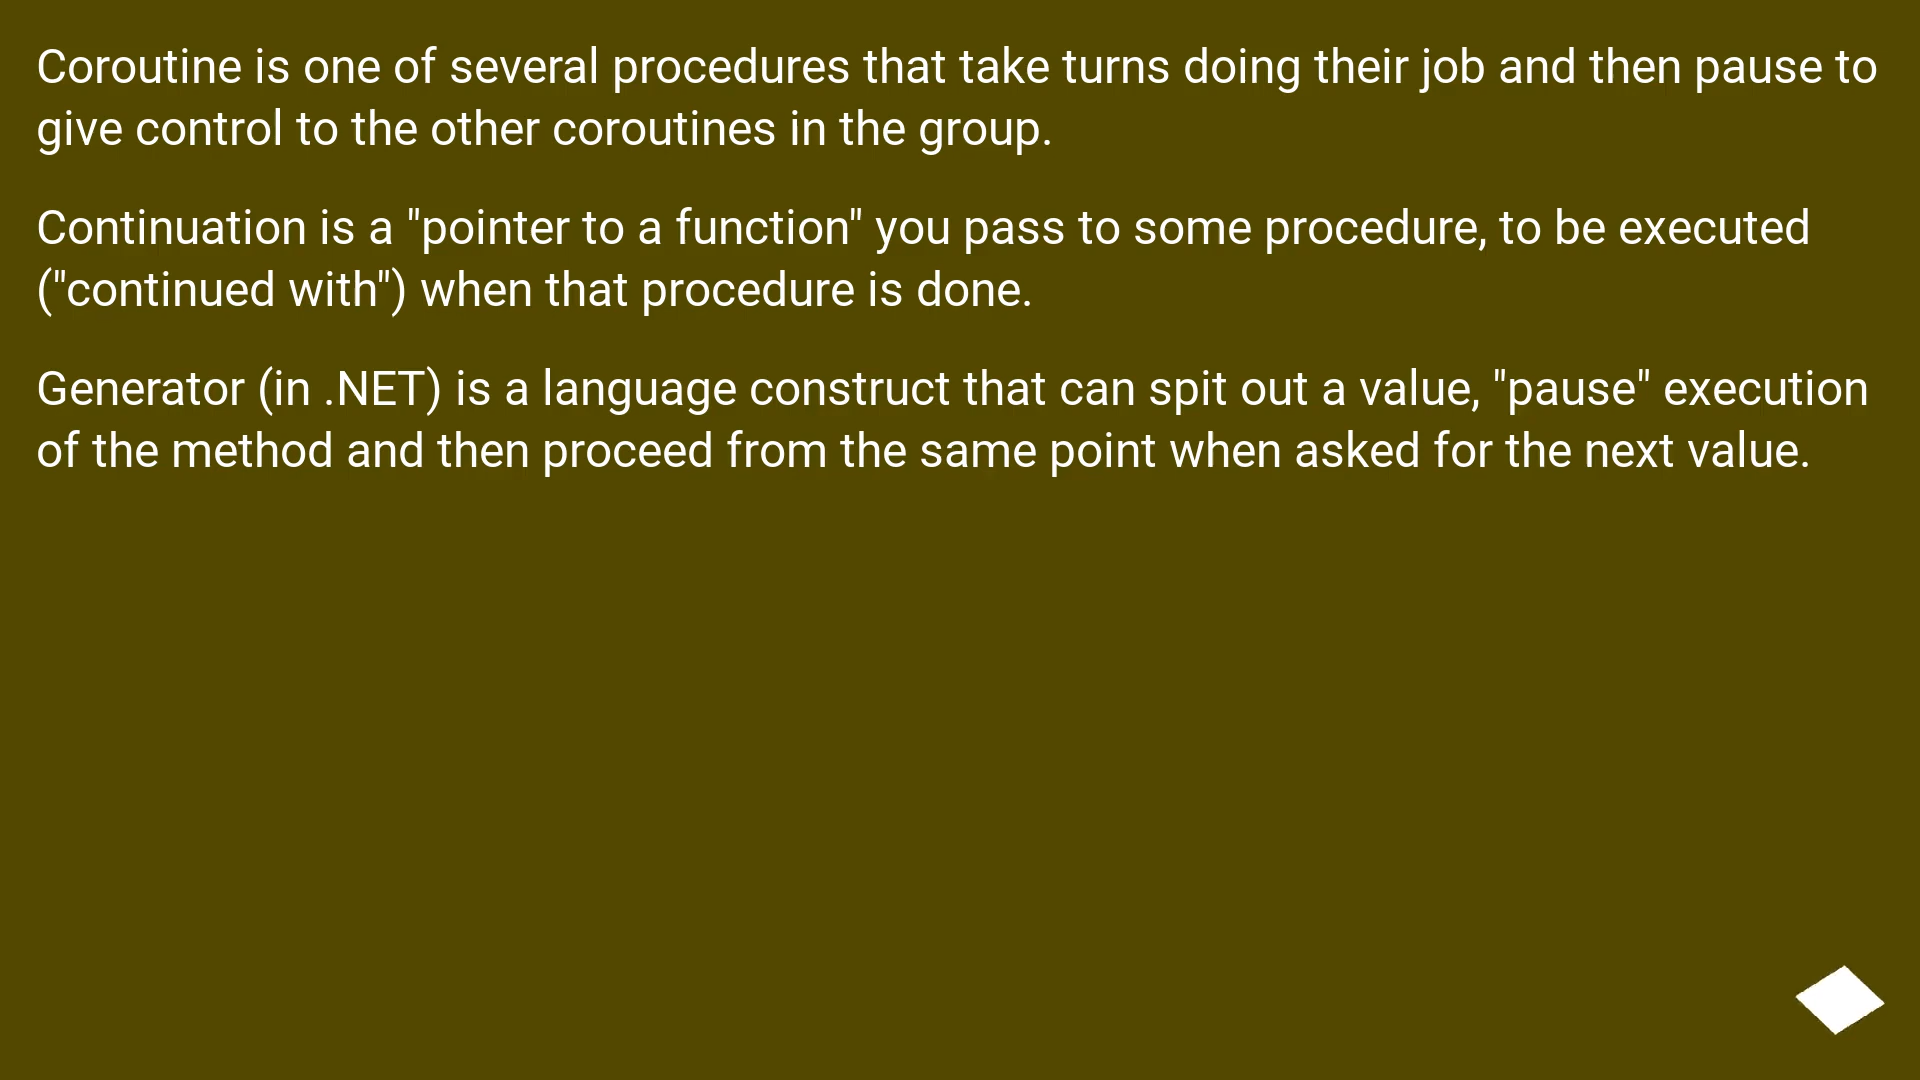 Coroutine is one of several procedures that take turns doing their job and then pause to
give control to the other coroutines in the group.
Continuation is a "pointer to a function" you pass to some procedure, to be executed
("continued with") when that procedure is done.
Generator (in .NET) is a language construct that can spit out a value, "pause" execution
of the method and then proceed from the same point when asked for the next value.